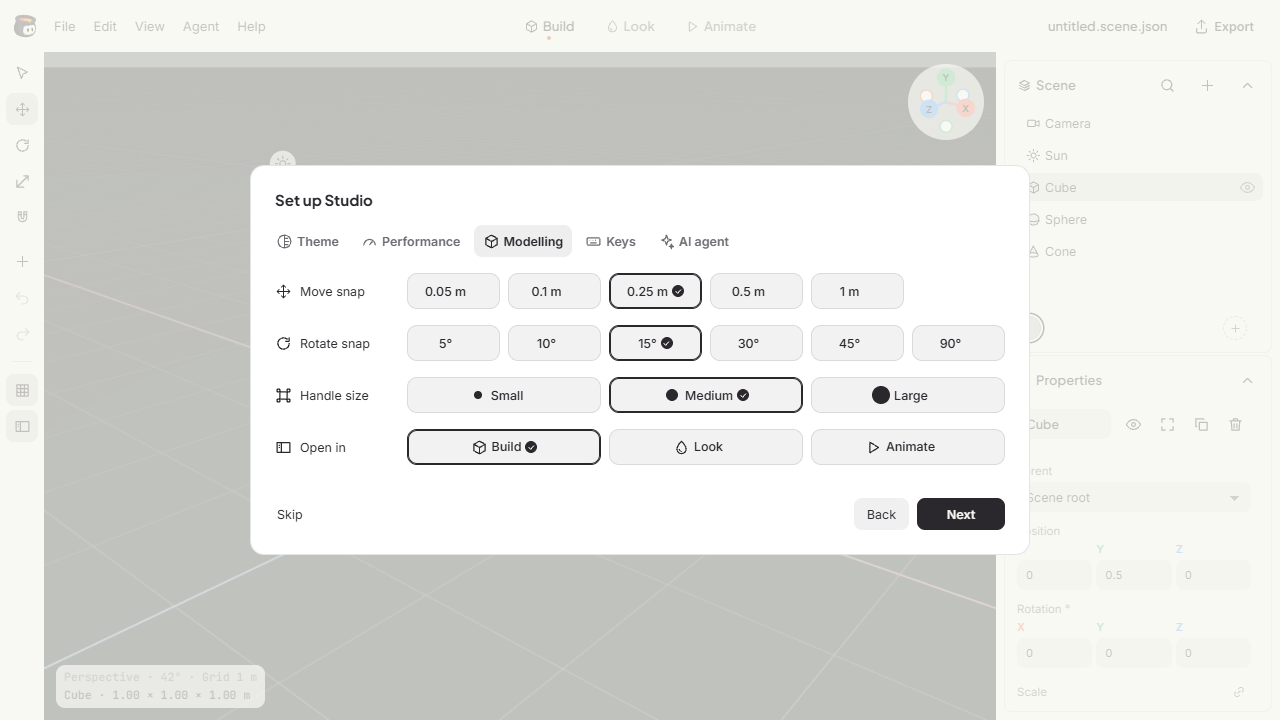 File Edit View Agent Help
Build Look Animate
untitled.scene.json Export
Scene
Camera
Sun
Cube
Sphere
Cone
Y
Z X
Set up Studio
Theme Performance Modelling Keys AI agent
Move snap 0.05 m 0.1 m 0.25 m 0.5 m 1 m
Rotate snap 5° 10° 15° 30° 45° 90°
Handle size Small Medium Large
Open in Build Look Animate
Skip Back Next
Properties
Cube
Scene root
Y Z
0 0.5 0
Rotation *
X Y Z
0 0 0
Scale
Perspective · 42° · Grid 1 m
Cube · 1.00 × 1.00 × 1.00 m